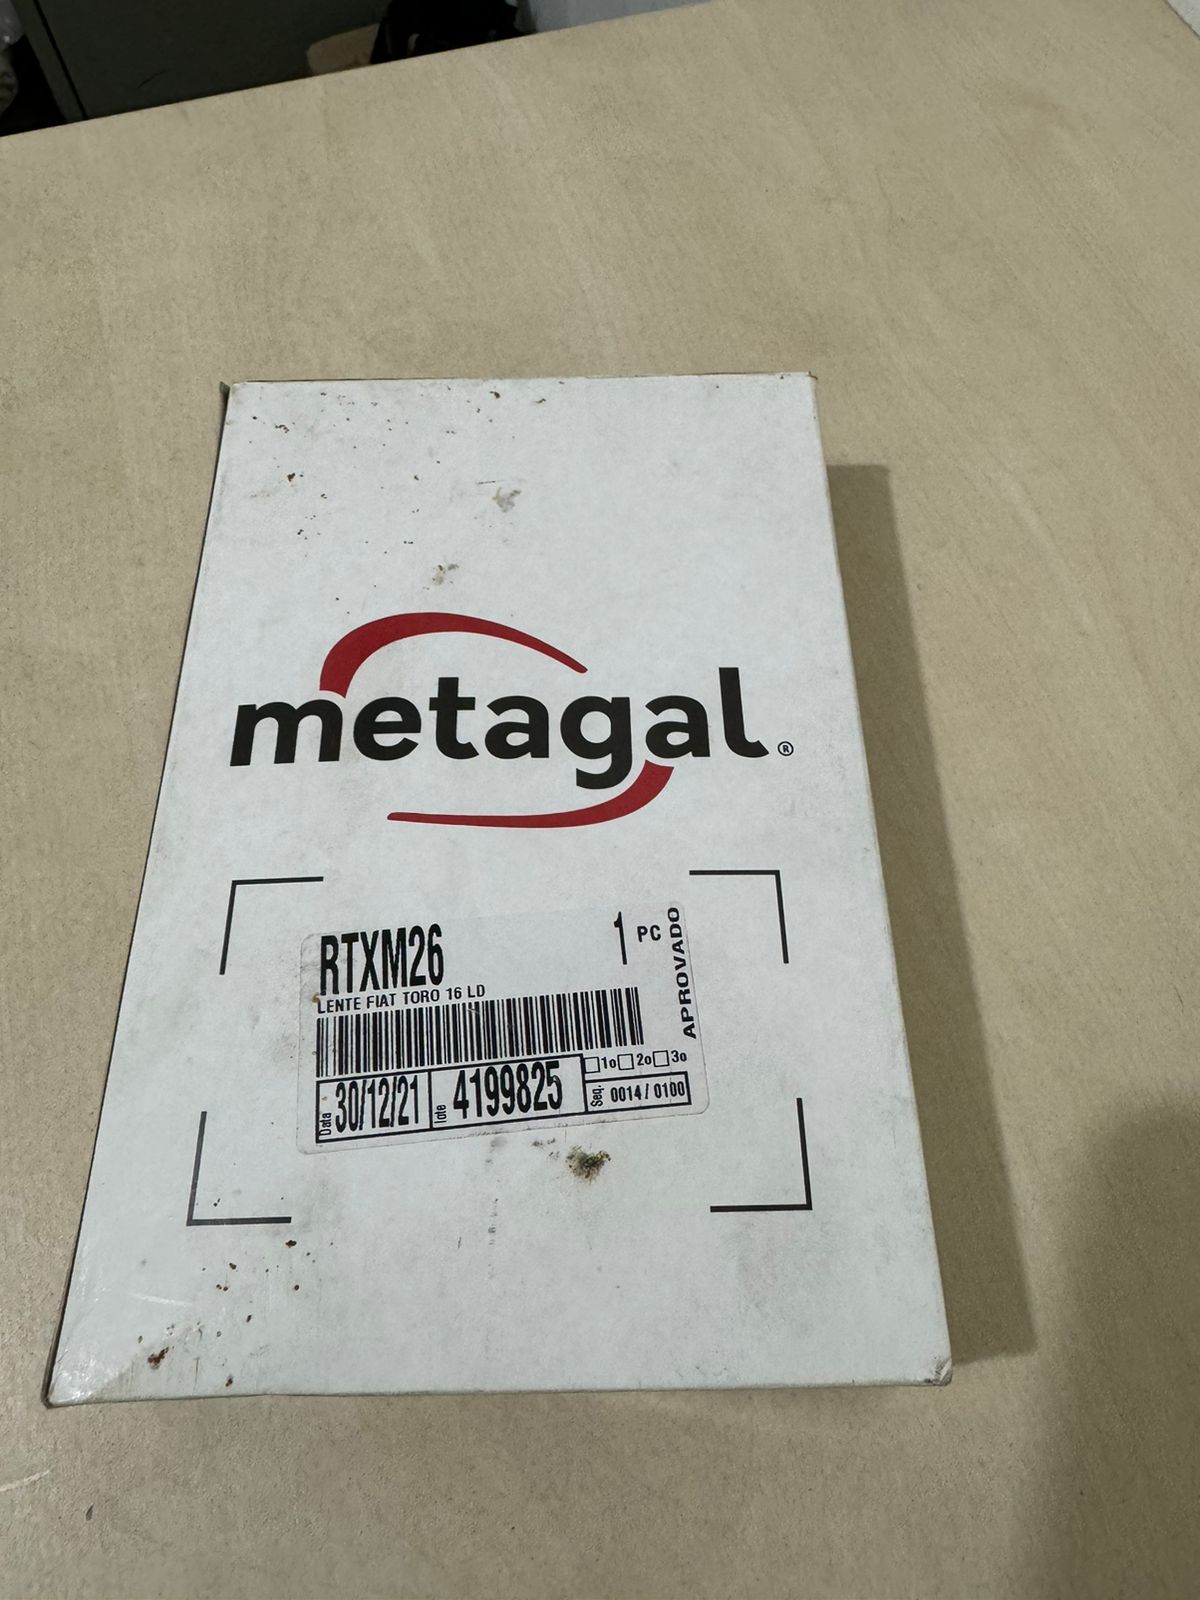 metagal®
RTXM26
1 PC
LENTE FIAT TORO 16 LD
APROVADO
1o 2o 3o
Data 30/12/21
lote 4199825
Seq. 0014 / 0100